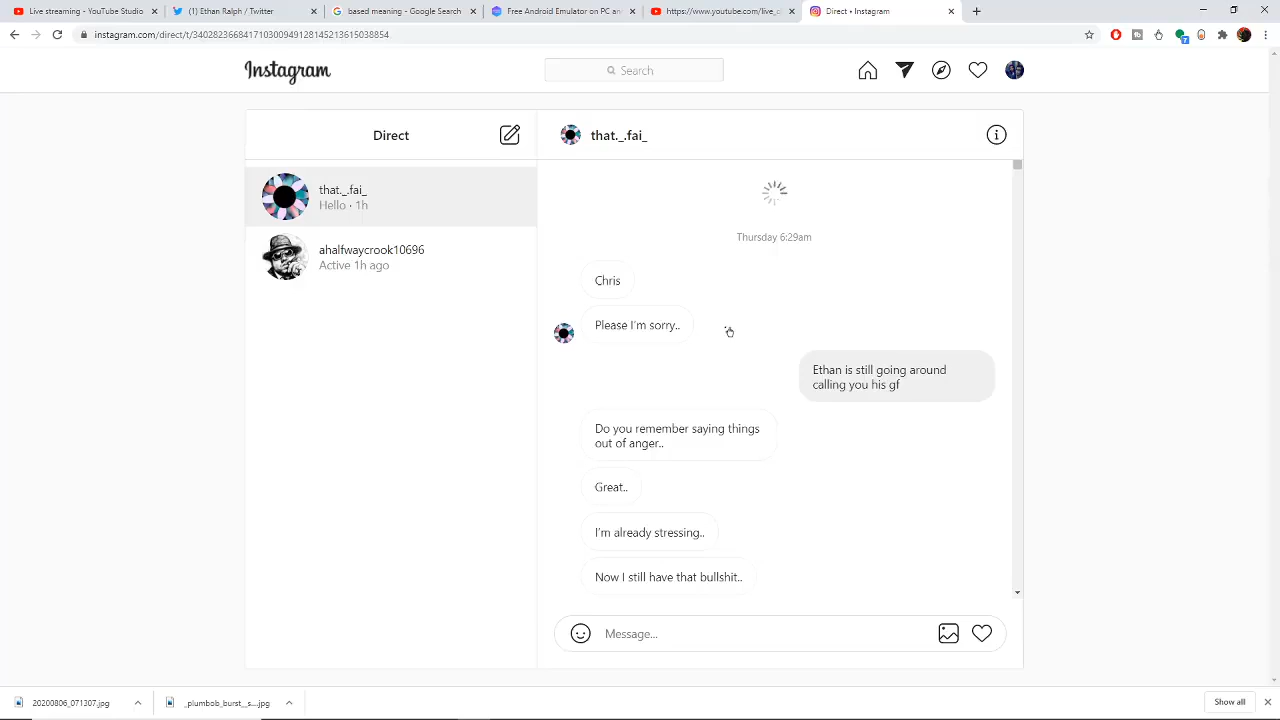 Live streaming - YouTube Studio
(1) Ethan Ralph / Twitter
based meaning - Google Search
Free Android Emulator on PC and
https://www.youtube.com/live_c
Direct • Instagram
instagram.com/direct/t/340282366841710300949128145213615038854
Instagram
Search
Direct
that._.fai_
that._.fai_
Hello · 1h
ahalfwaycrook10696
Active 1h ago
Thursday 6:29am
Chris
Please I'm sorry..
Ethan is still going around
calling you his gf
Do you remember saying things
out of anger..
Great..
I'm already stressing..
Now I still have that bullshit..
Message...
20200806_071307.jpg
_plumbob_burst__s....jpg
Show all